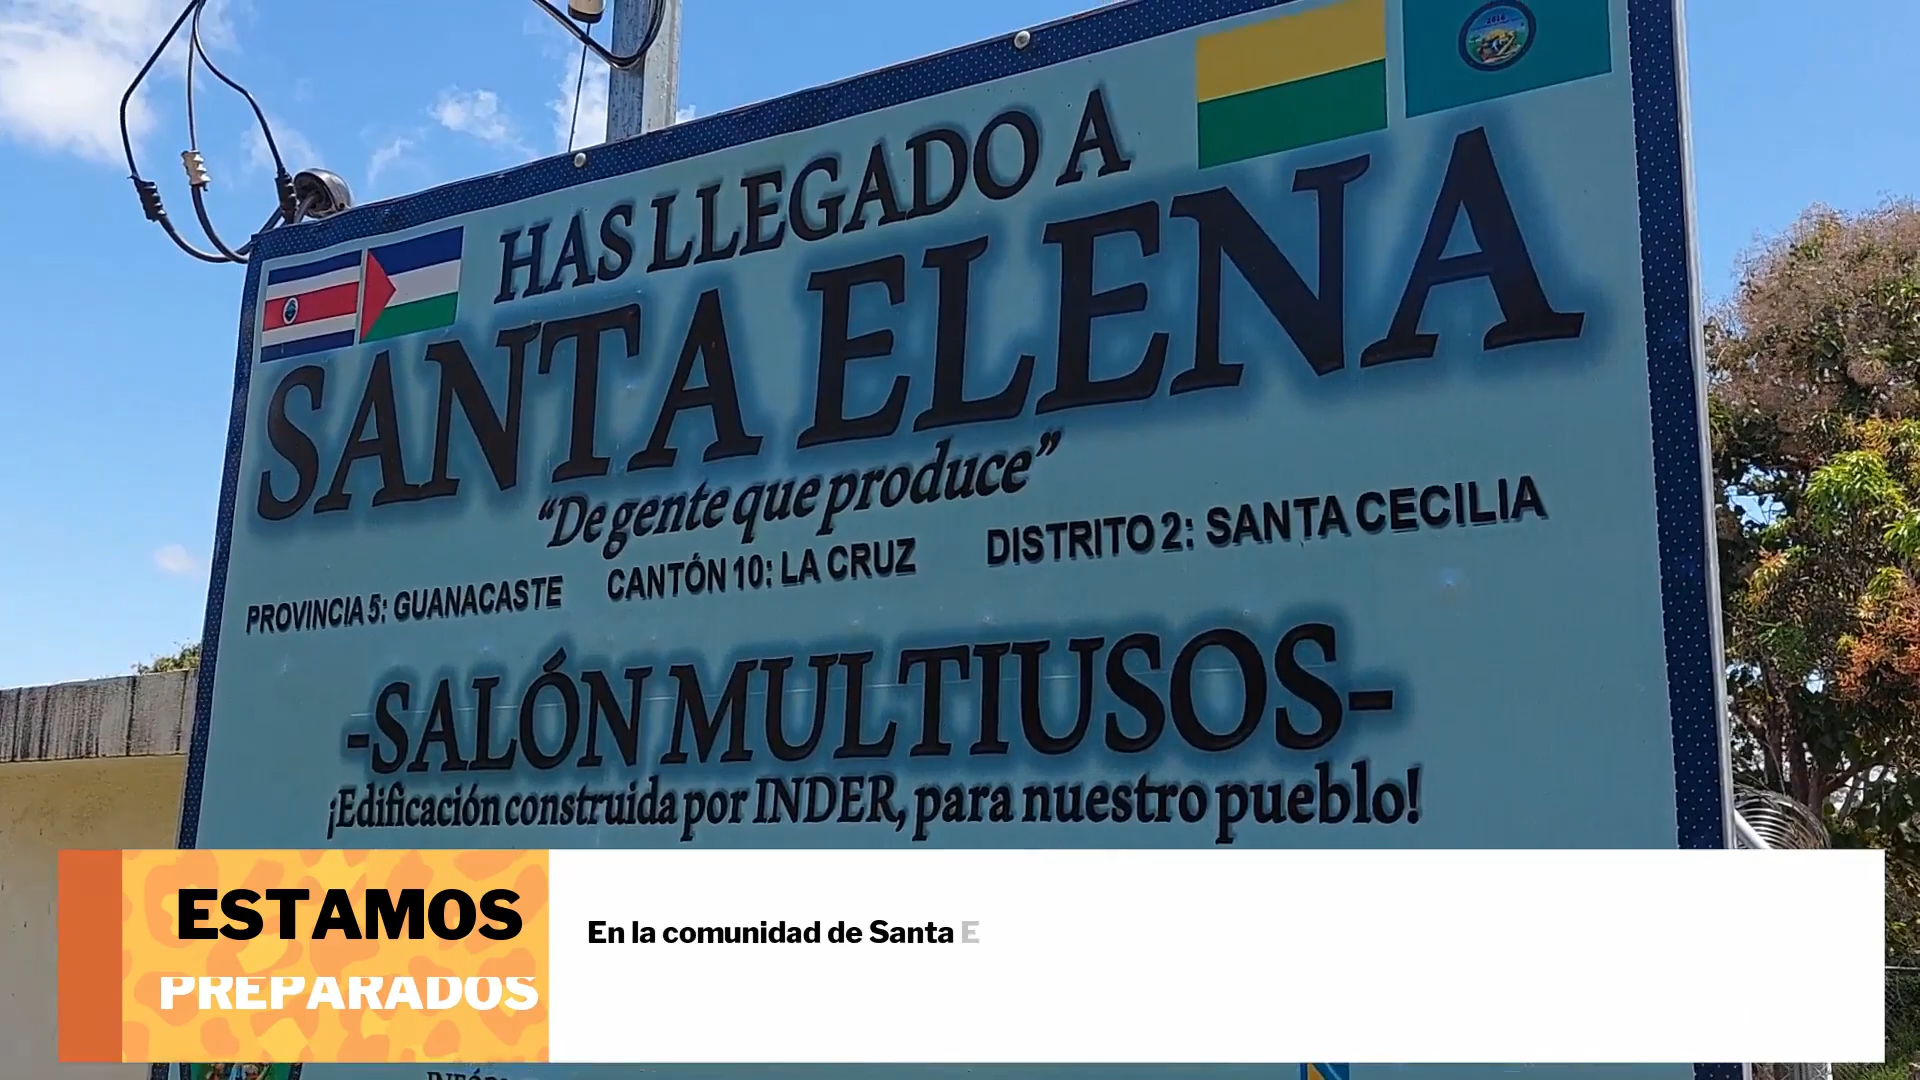 2016
HAS LLEGADO A
SANTA ELENA
“De gente que produce”
PROVINCIA 5: GUANACASTE CANTÓN 10: LA CRUZ DISTRITO 2: SANTA CECILIA
-SALÓN MULTIUSOS-
¡Edificación construida por INDER, para nuestro pueblo!
ESTAMOS
PREPARADOS
En la comunidad de Santa E